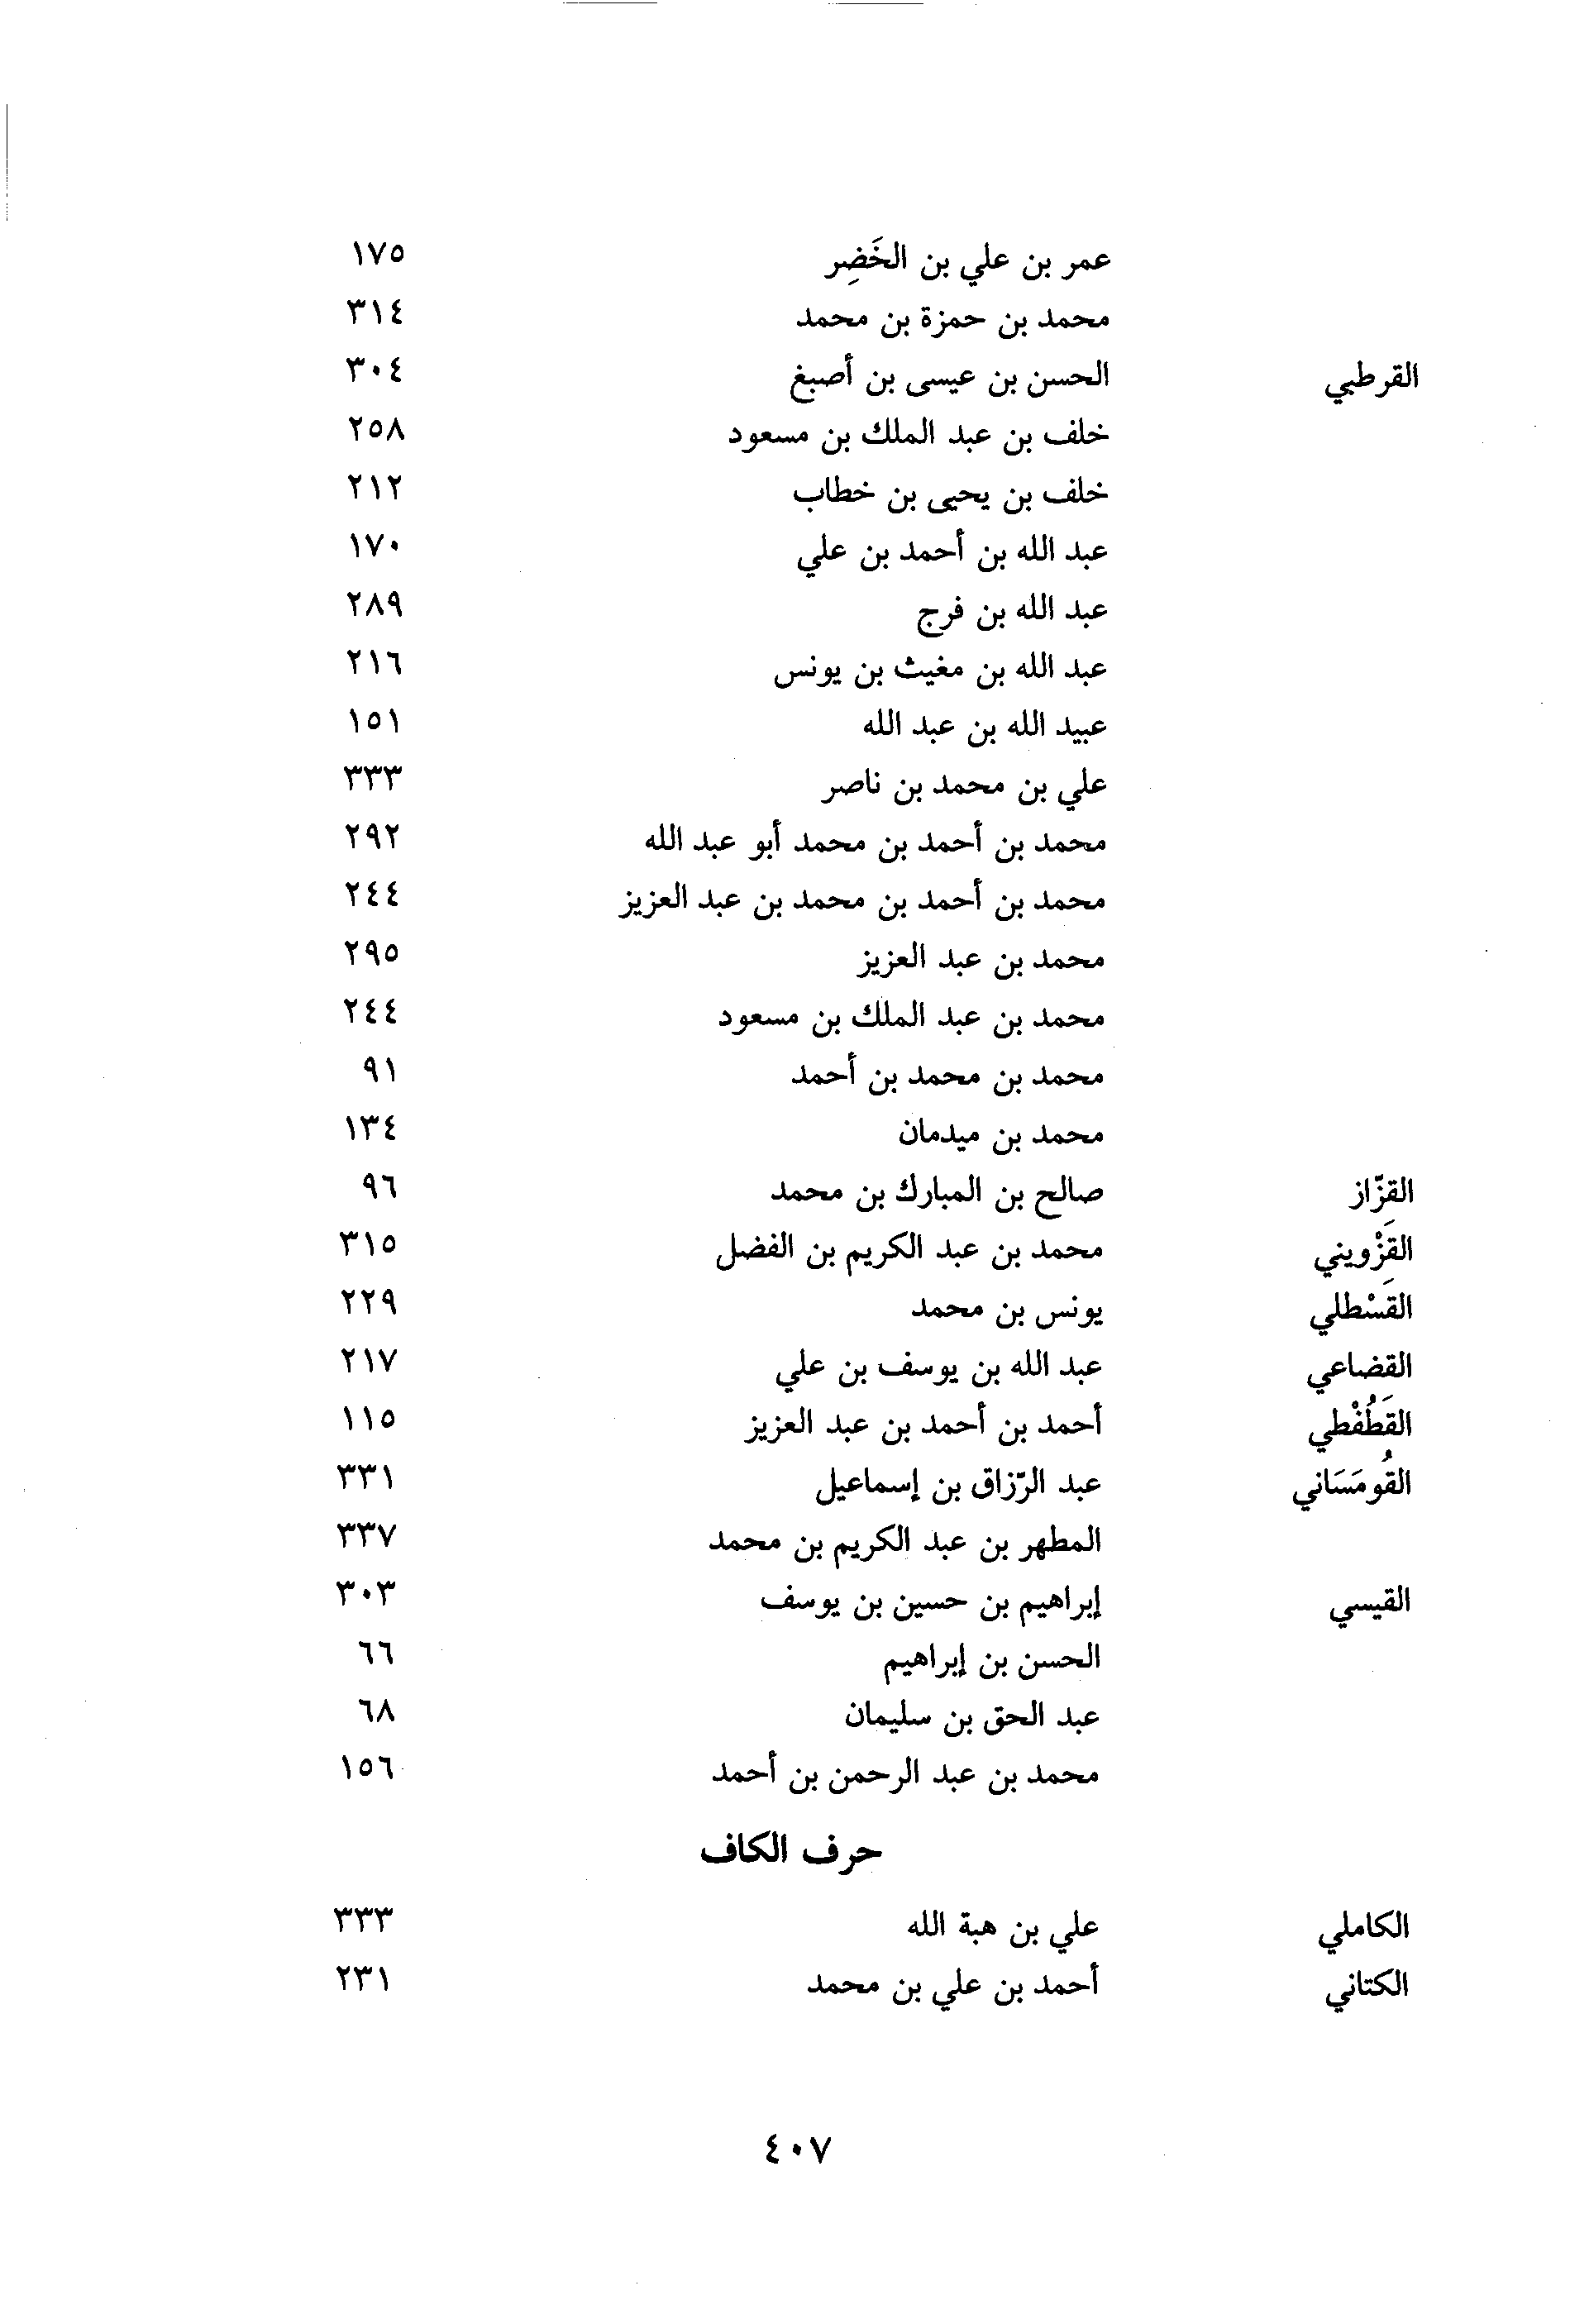 عمر بن علي بن الخَضِر ١٧٥
محمد بن حمزة بن محمد ٣١٤
القرطبي الحسن بن عيسى بن أصبغ ٣٠٤
خلف بن عبد الملك بن مسعود ٢٥٨
خلف بن يحيى بن خطاب ٢١٢
عبد الله بن أحمد بن علي ١٧٠
عبد الله بن فرج ٢٨٩
عبد الله بن مغيث بن يونس ٢١٦
عبيد الله بن عبد الله ١٥١
علي بن محمد بن ناصر ٣٣٣
محمد بن أحمد بن محمد أبو عبد الله ٢٩٢
محمد بن أحمد بن محمد بن عبد العزيز ٢٤٤
محمد بن عبد العزيز ٢٩٥
محمد بن عبد الملك بن مسعود ٢٤٤
محمد بن محمد بن أحمد ٩١
محمد بن ميدمان ١٣٤
القزّاز صالح بن المبارك بن محمد ٩٦
القَزْويني محمد بن عبد الكريم بن الفضل ٣١٥
القَسْطلي يونس بن محمد ٢٢٩
القضاعي عبد الله بن يوسف بن علي ٢١٧
القَطُفْطي أحمد بن أحمد بن عبد العزيز ١١٥
القُومَسَاني عبد الرّزاق بن إسماعيل ٣٣١
المطهر بن عبد الكريم بن محمد ٣٣٧
القيسي إبراهيم بن حسين بن يوسف ٣٠٣
الحسن بن إبراهيم ٦٦
عبد الحق بن سليمان ٦٨
محمد بن عبد الرحمن بن أحمد ١٥٦
حرف الكاف
الكاملي علي بن هبة الله ٣٣٣
الكتاني أحمد بن علي بن محمد ٢٣١
٤٠٧